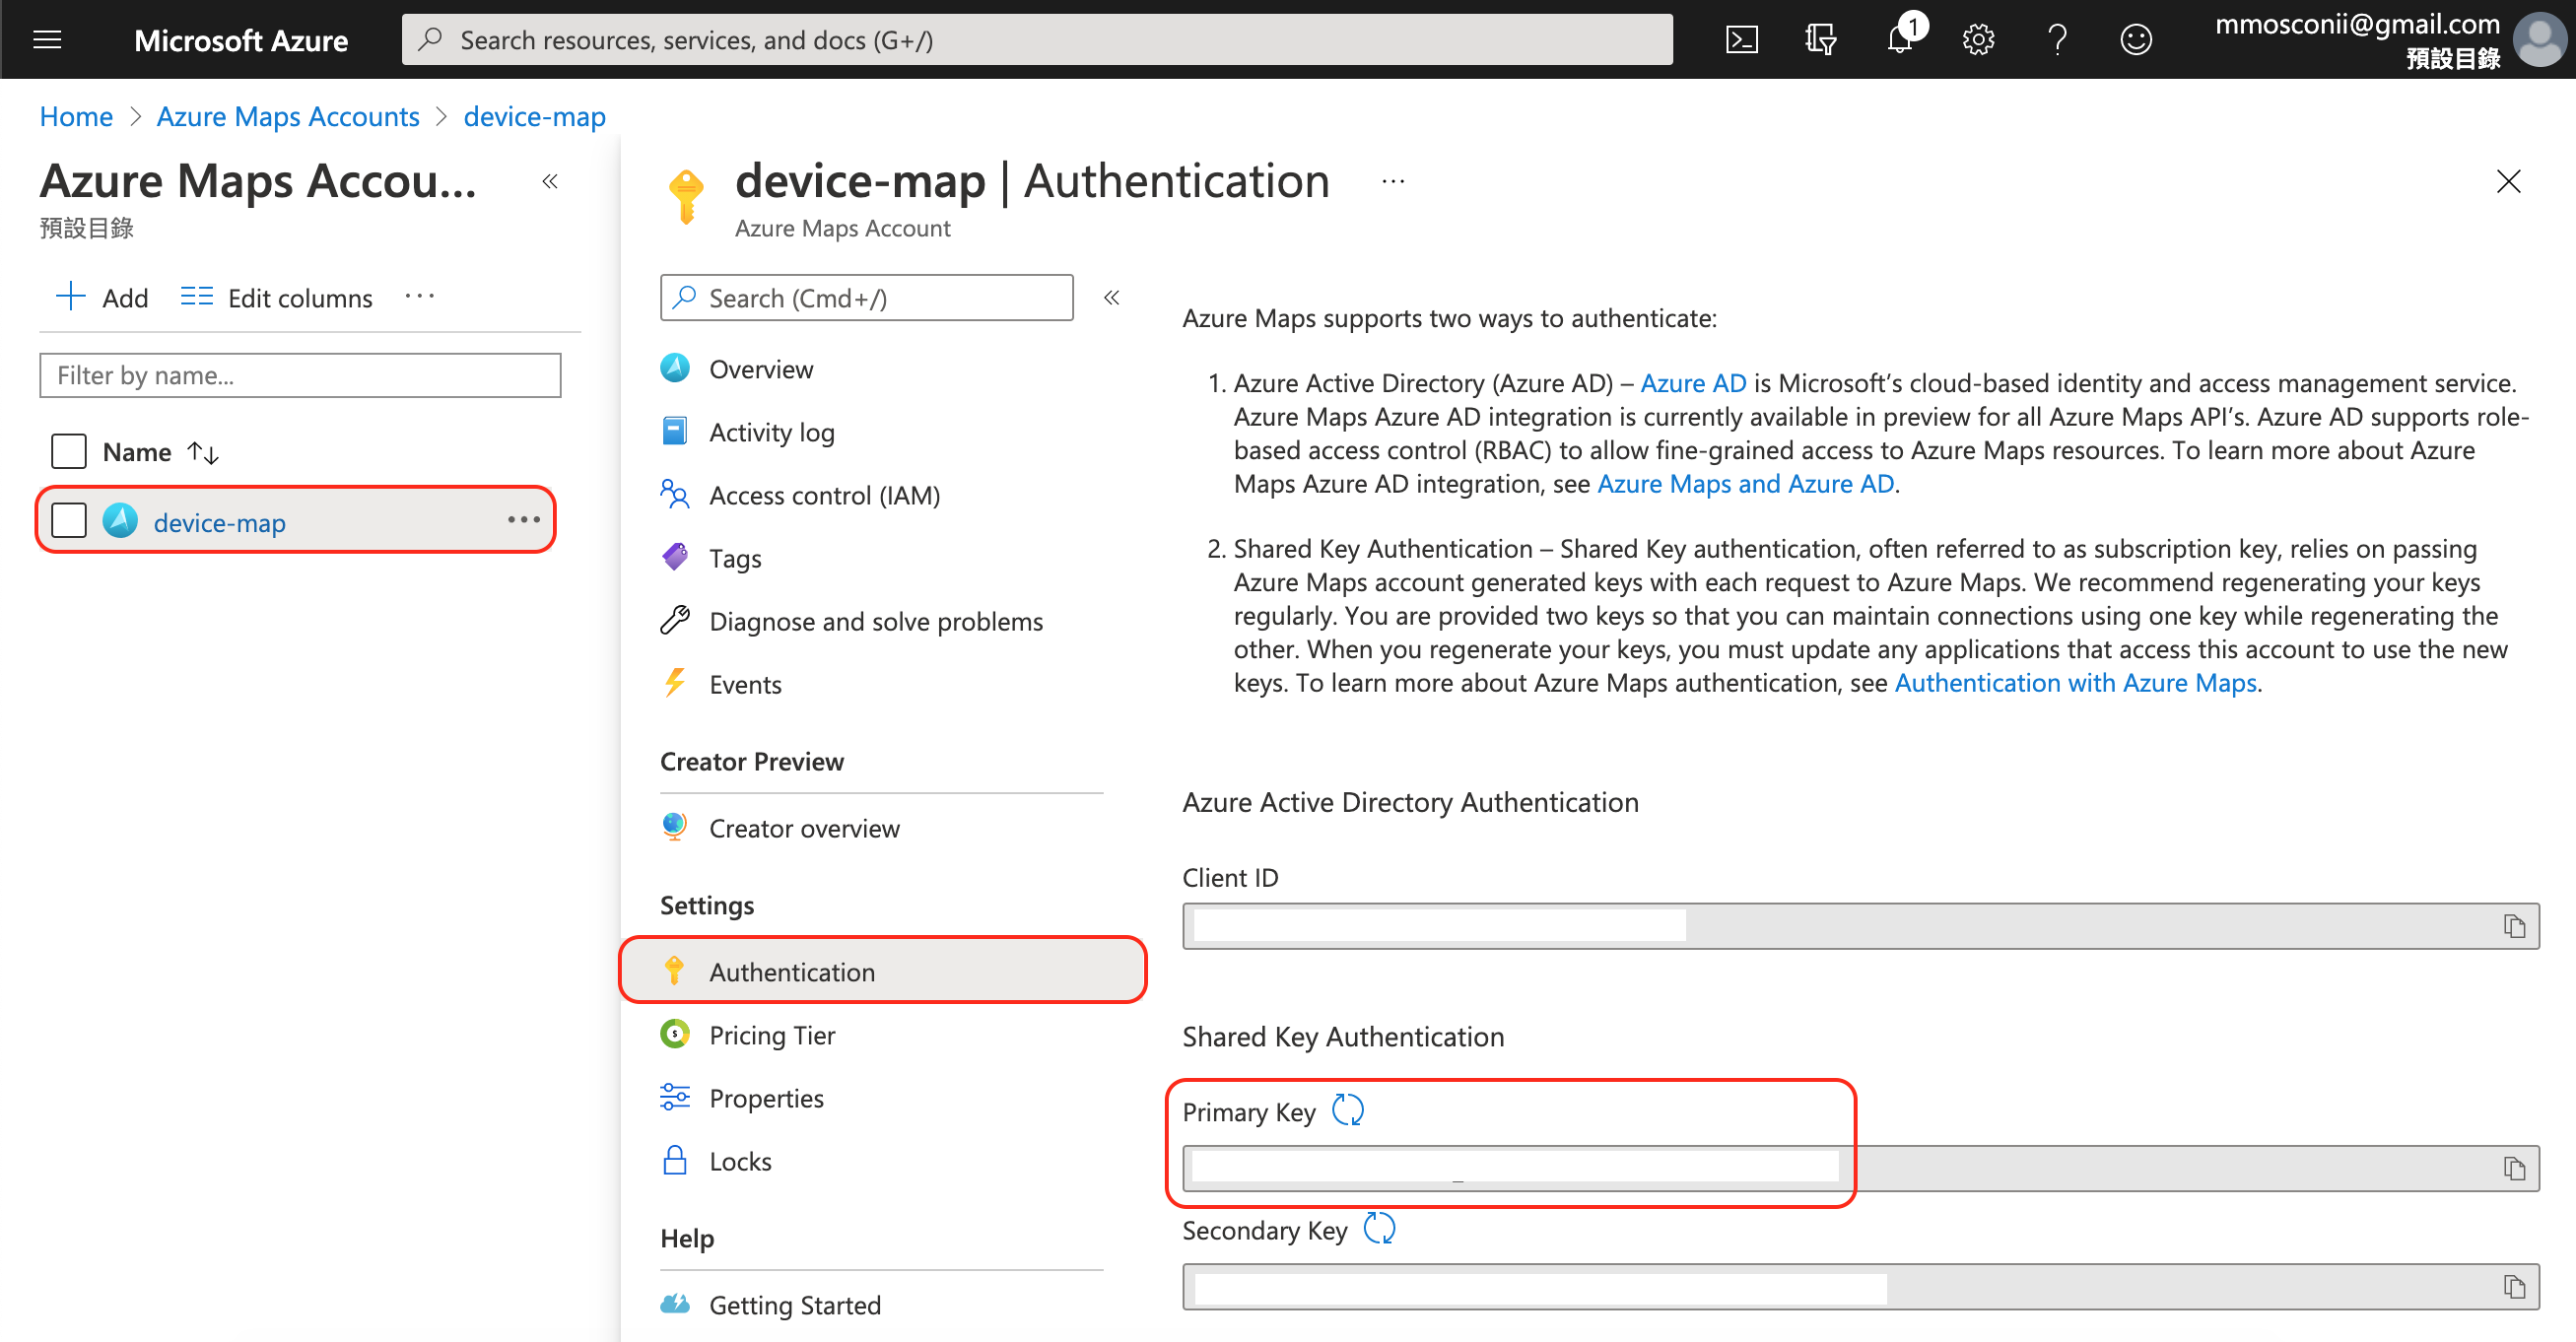 Microsoft Azure
Search resources, services, and docs (G+/)
1
mmosconii@gmail.com
預設目錄
Home > Azure Maps Accounts > device-map
Azure Maps Accou...
預設目錄
Add
Edit columns
Filter by name...
Name
device-map
device-map | Authentication
Azure Maps Account
Search (Cmd+/)
Overview
Activity log
Access control (IAM)
Tags
Diagnose and solve problems
Events
Creator Preview
Creator overview
Settings
Authentication
Pricing Tier
Properties
Locks
Help
Getting Started
Azure Maps supports two ways to authenticate:
1. Azure Active Directory (Azure AD) – Azure AD is Microsoft’s cloud-based identity and access management service.
Azure Maps Azure AD integration is currently available in preview for all Azure Maps API’s. Azure AD supports role-
based access control (RBAC) to allow fine-grained access to Azure Maps resources. To learn more about Azure
Maps Azure AD integration, see Azure Maps and Azure AD.
2. Shared Key Authentication – Shared Key authentication, often referred to as subscription key, relies on passing
Azure Maps account generated keys with each request to Azure Maps. We recommend regenerating your keys
regularly. You are provided two keys so that you can maintain connections using one key while regenerating the
other. When you regenerate your keys, you must update any applications that access this account to use the new
keys. To learn more about Azure Maps authentication, see Authentication with Azure Maps.
Azure Active Directory Authentication
Client ID
Shared Key Authentication
Primary Key
Secondary Key